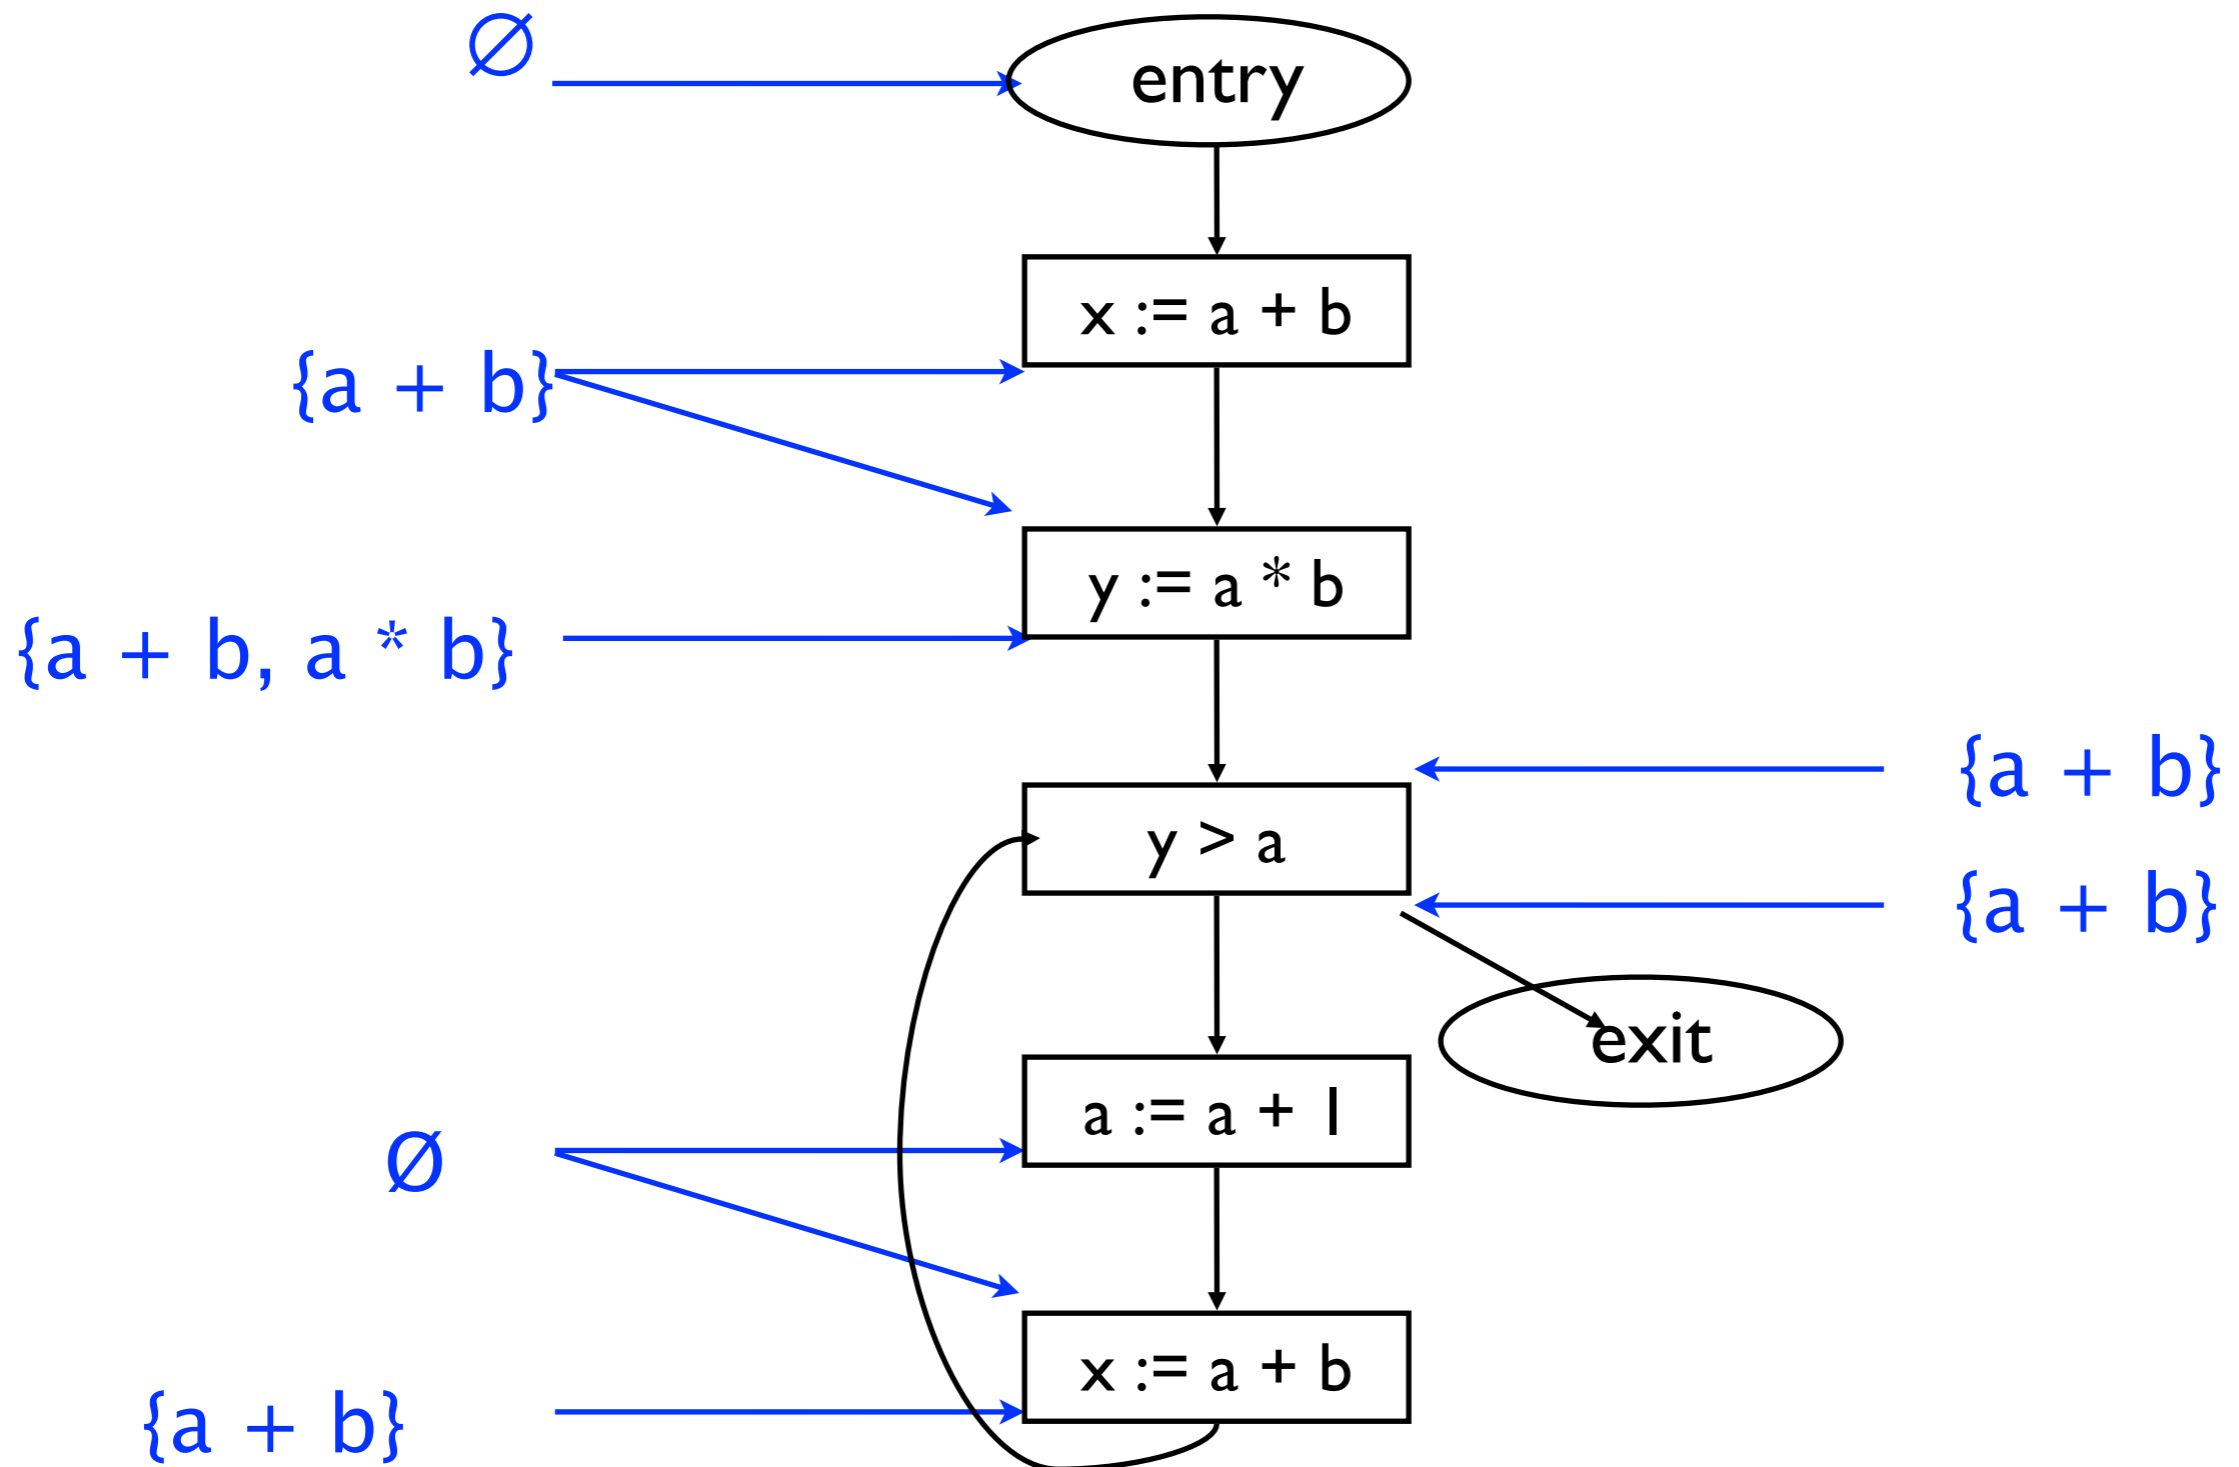 ∅
entry
x := a + b
{a + b}
y := a * b
{a + b, a * b}
{a + b}
y > a
{a + b}
exit
a := a + 1
Ø
x := a + b
{a + b}